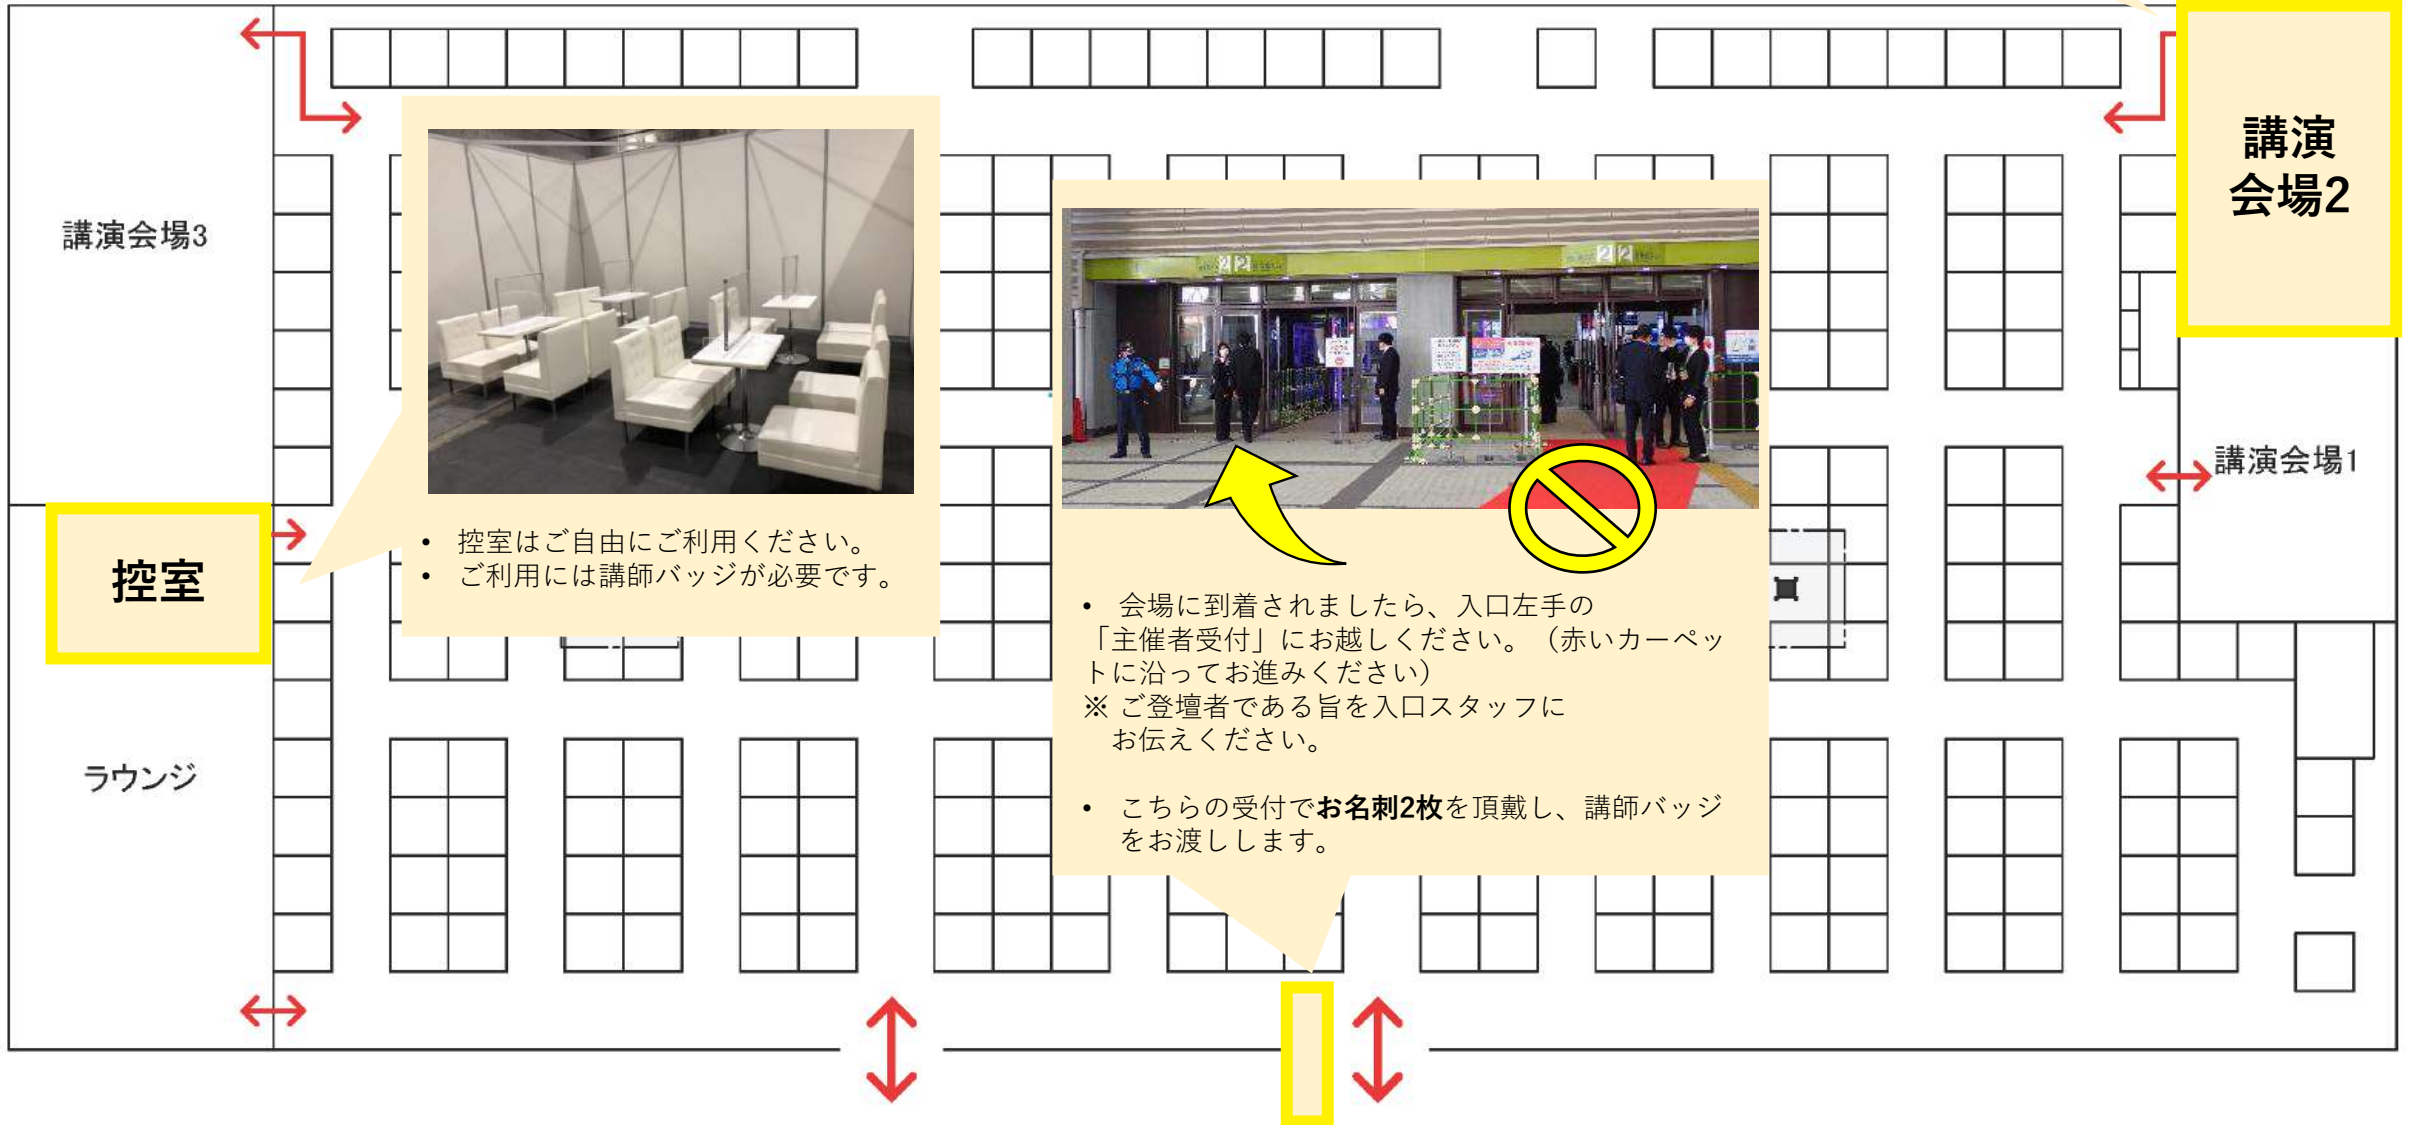 講演
会場2
講演会場3
22
22
講演会場1
• 控室はご自由にご利用ください。
• ご利用には講師バッジが必要です。
控室
• 会場に到着されましたら、入口左手の
「主催者受付」にお越しください。（赤いカーペッ
トに沿ってお進みください）
※ ご登壇者である旨を入口スタッフに
お伝えください。
• こちらの受付でお名刺2枚を頂戴し、講師バッジ
をお渡しします。
ラウンジ